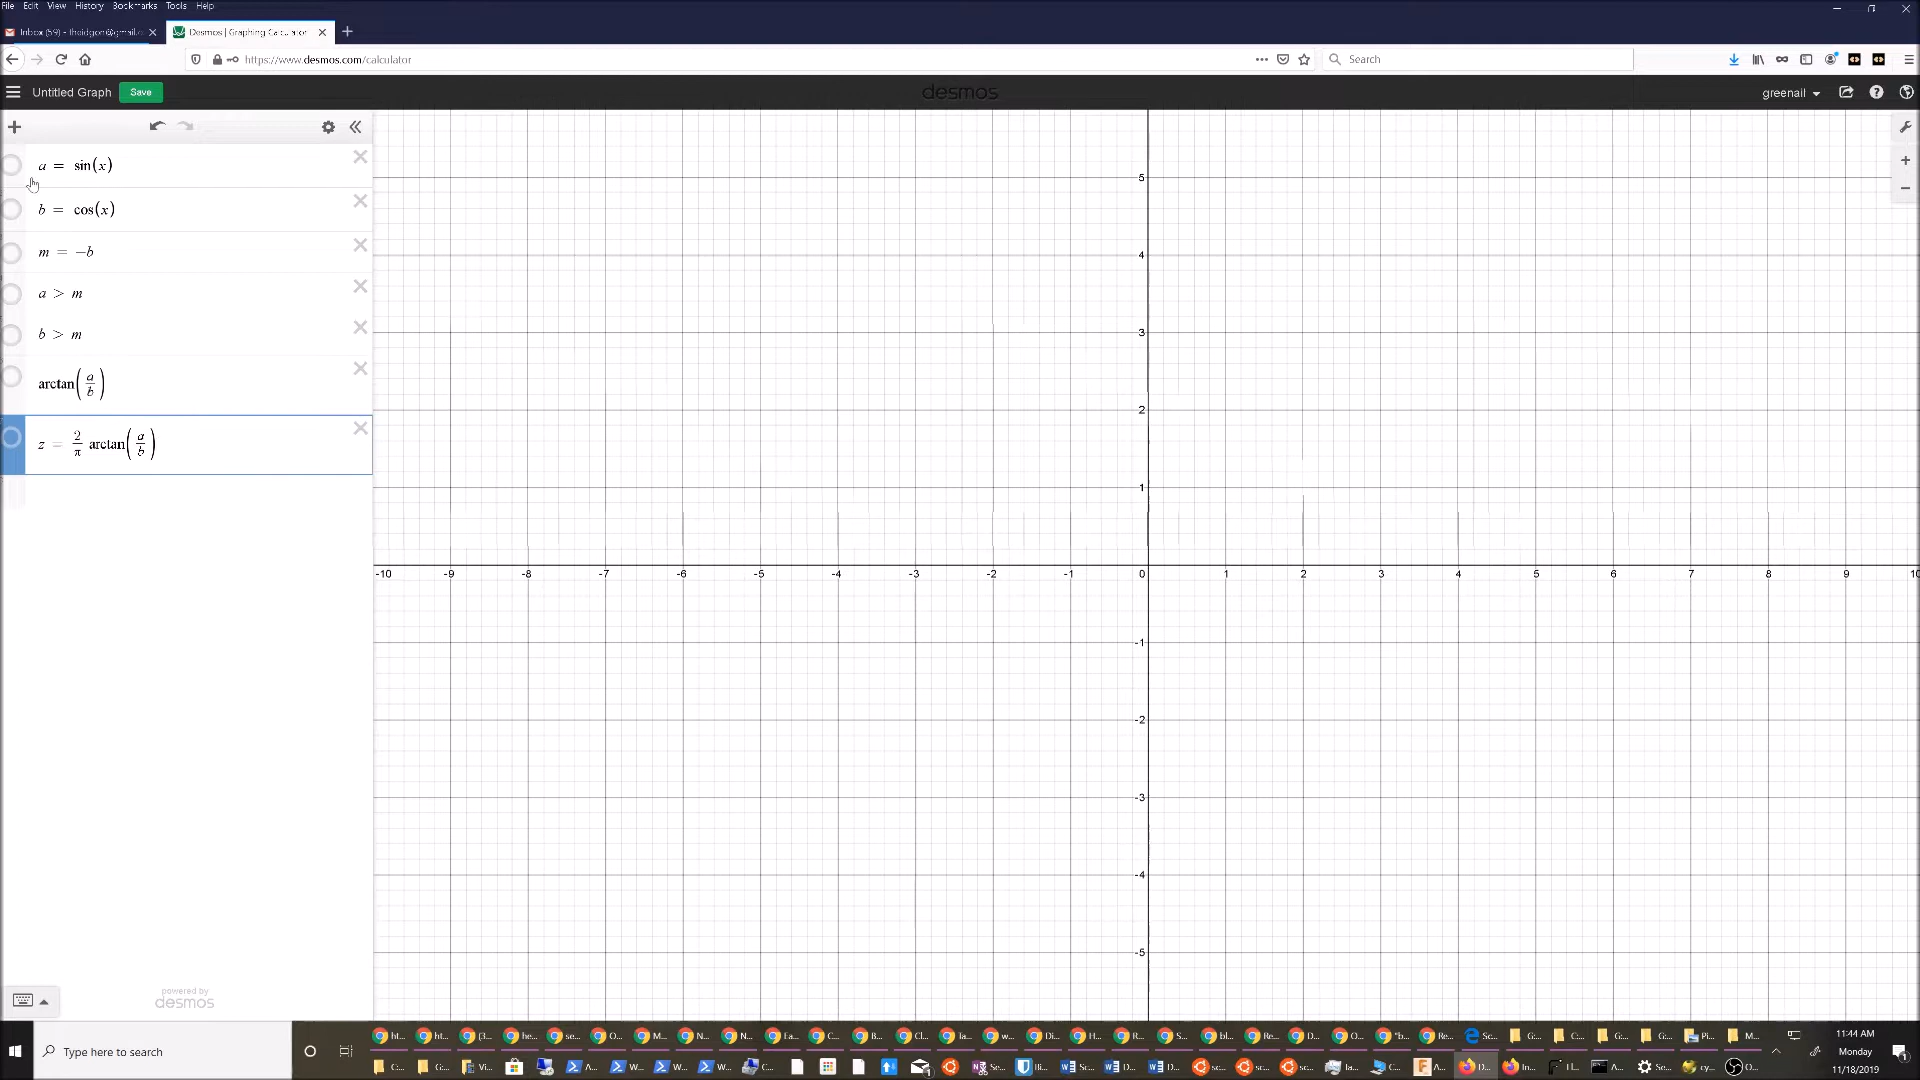 File Edit View History Bookmarks Tools Help
Desmos | Graphing Calculator
https://www.desmos.com/calculator
Search
Untitled Graph Save desmos greenail
a = sin(x)
b = cos(x)
m = −b
a > m
b > m
arctan(a/b)
z = 2/π arctan(a/b)
5
4
3
2
1
-10 -9 -8 -7 -6 -5 -4 -3 -2 -1 0 1 2 3 4 5 6 7 8 9 10
-1
-2
-3
-4
-5
powered by
desmos
11:44 AM
Type here to search Monday
11/18/2019